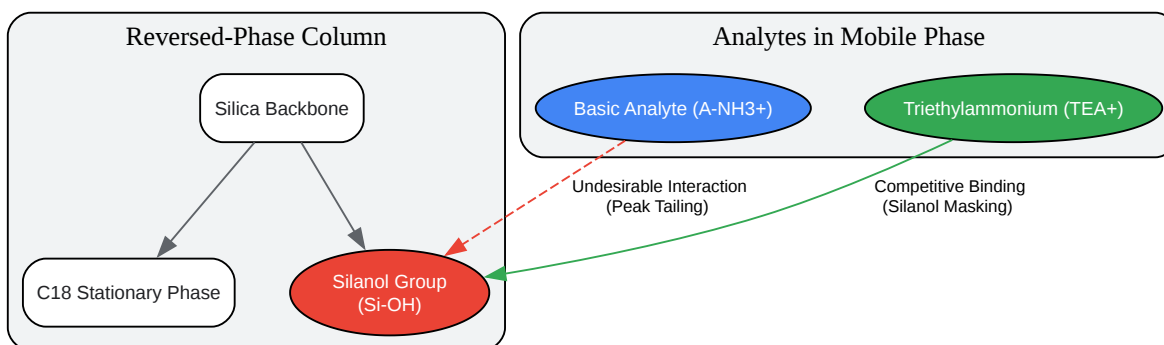 Reversed-Phase Column
Analytes in Mobile Phase
Silica Backbone
Basic Analyte (A-NH3+)
Triethylammonium (TEA+)
Undesirable Interaction
(Peak Tailing)
Competitive Binding
(Silanol Masking)
C18 Stationary Phase
Silanol Group
(Si-OH)